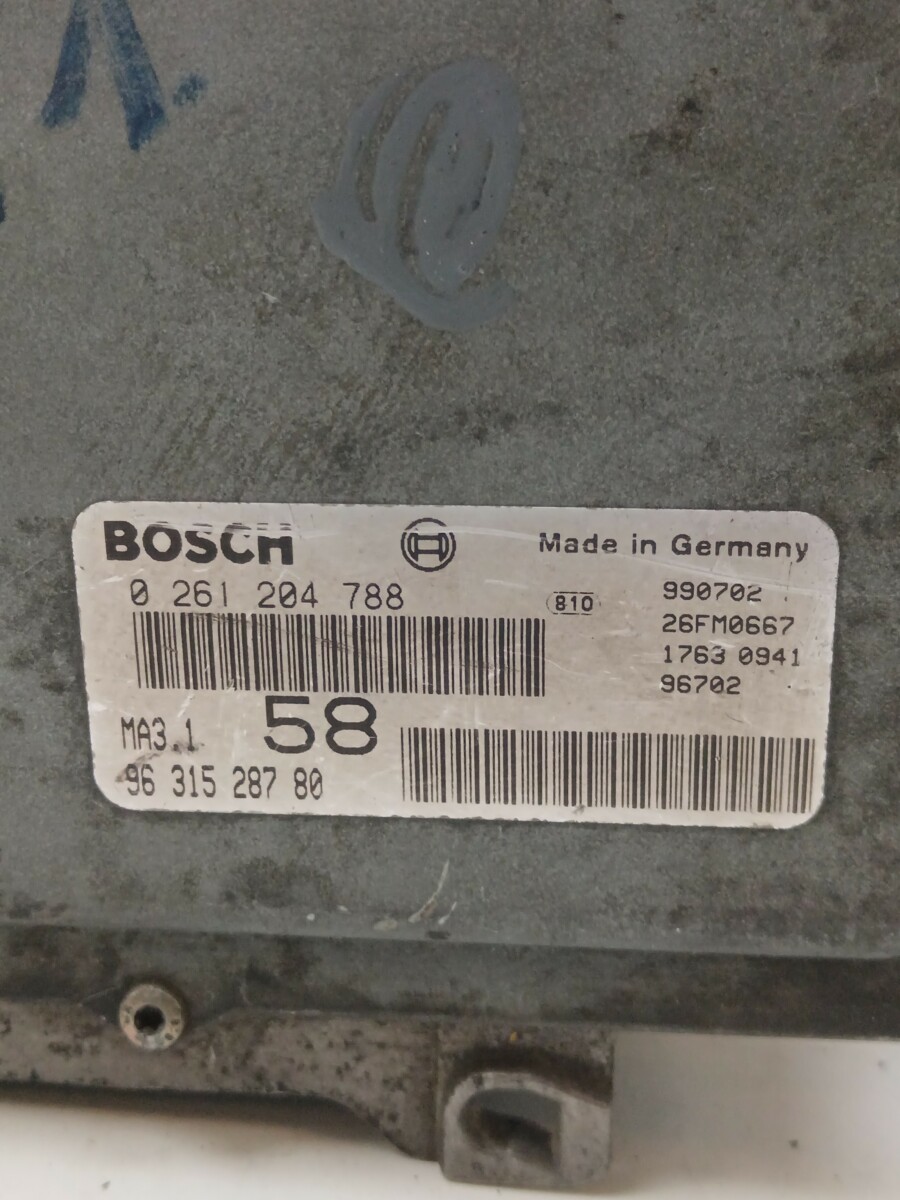 BOSCH
Made in Germany
0 261 204 788
810
990702
26FM0667
1763 0941
96702
MA3.1
58
96 315 287 80